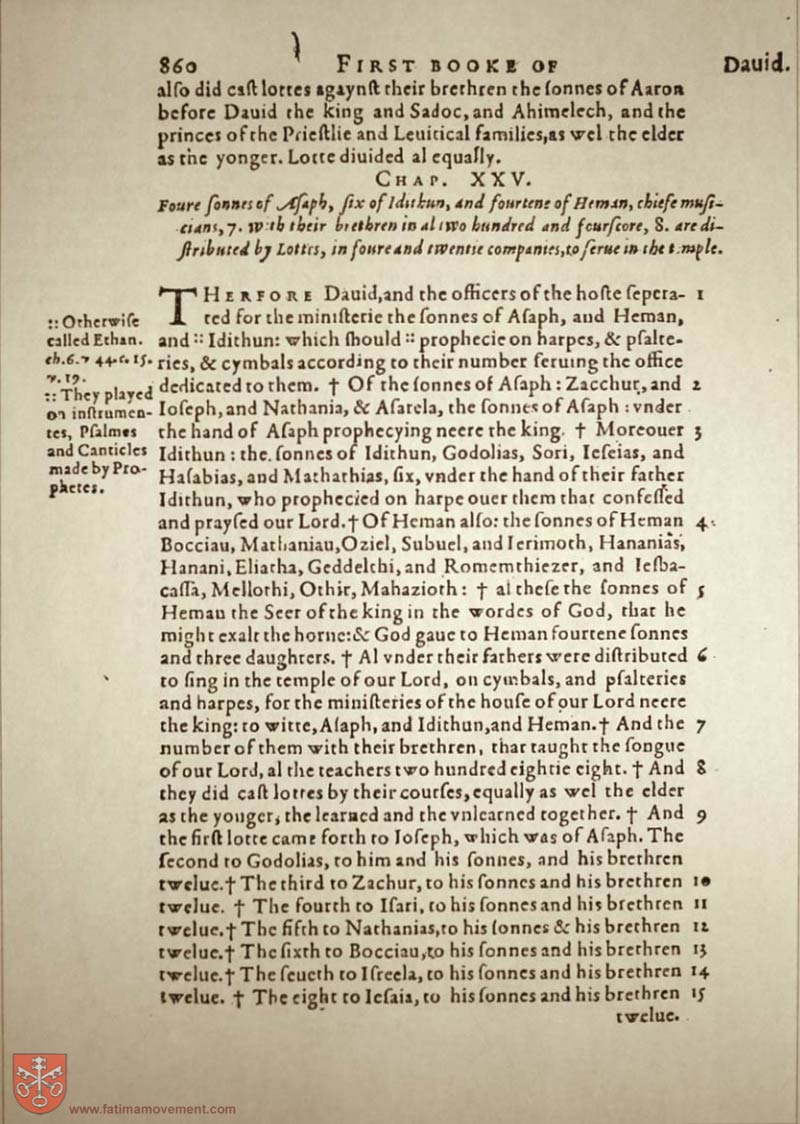 860 FIRST BOOKE OF Dauid.
alſo did caſt lottes agaynſt their brethren the ſonnes of Aaron
before Dauid the king and Sadoc, and Ahimelech, and the
princes of the Prieſtlie and Leuitical families, as wel the elder
as the yonger. Lotte diuided al equally.
CHAP. XXV.
Foure ſonnes of Aſaph, ſix of Idithun, and fourtene of Heman, chiefe muſi-
cians, 7. with their brethren in al two hundred and fourſcore, 8. are di-
ſtributed by Lottes, in foure and twentie companies, to ſerue in the temple.
THERFORE Dauid, and the officers of the hoſte ſepera- 1
red for the miniſterie the ſonnes of Aſaph, and Heman,
and :: Idithun: which ſhould :: prophecie on harpes, & pſalte-
ries, & cymbals according to their number ſeruing the office
dedicated to them. † Of the ſonnes of Aſaph: Zacchur, and 2
Ioſeph, and Nathania, & Aſarela, the ſonnes of Aſaph: vnder
the hand of Aſaph prophecying neere the king. † Moreouer 3
Idithun: the ſonnes of Idithun, Godolias, Sori, Ieſeias, and
Haſabias, and Mathathias, ſix, vnder the hand of their father
Idithun, who prophecied on harpe ouer them that confeſſed
and prayſed our Lord. † Of Heman alſo: the ſonnes of Heman 4
Bocciau, Mathaniau, Oziel, Subuel, and Ierimoth, Hananias,
Hanani, Eliatha, Geddelthi, and Romemthiezer, and Ieſba-
caſſa, Mellothi, Othir, Mahazioth: † al theſe the ſonnes of 5
Heman the Seer of the king in the wordes of God, that he
might exalt the horne: & God gaue to Heman fourtene ſonnes
and three daughters. † Al vnder their fathers were diſtributed 6
to ſing in the temple of our Lord, on cymbals, and pſalteries
and harpes, for the miniſteries of the houſe of our Lord neere
the king: to witte, Aſaph, and Idithun, and Heman. † And the 7
number of them with their brethren, that taught the ſongue
of our Lord, al the teachers two hundred eightie eight. † And 8
they did caſt lottes by their courſes, equally as wel the elder
as the yonger, the learned and the vnlearned together. † And 9
the firſt lotte came forth to Ioſeph, which was of Aſaph. The
ſecond to Godolias, to him and his ſonnes, and his brethren
twelue. † The third to Zachur, to his ſonnes and his brethren 10
twelue. † The fourth to Iſari, to his ſonnes and his brethren 11
twelue. † The fifth to Nathanias, to his ſonnes & his brethren 12
twelue. † The ſixth to Bocciau, to his ſonnes and his brethren 13
twelue. † The ſeueth to Iſreela, to his ſonnes and his brethren 14
twelue. † The eight to Ieſaia, to his ſonnes and his brethren 15
twelue.
:: Otherwiſe
called Ethan.
ch. 6. v 44. c. 15.
v. 19.
:: They played
on inſtrumen-
tes, Pſalmes
and Canticles
made by Pro-
phetes.
www.fatimamovement.com